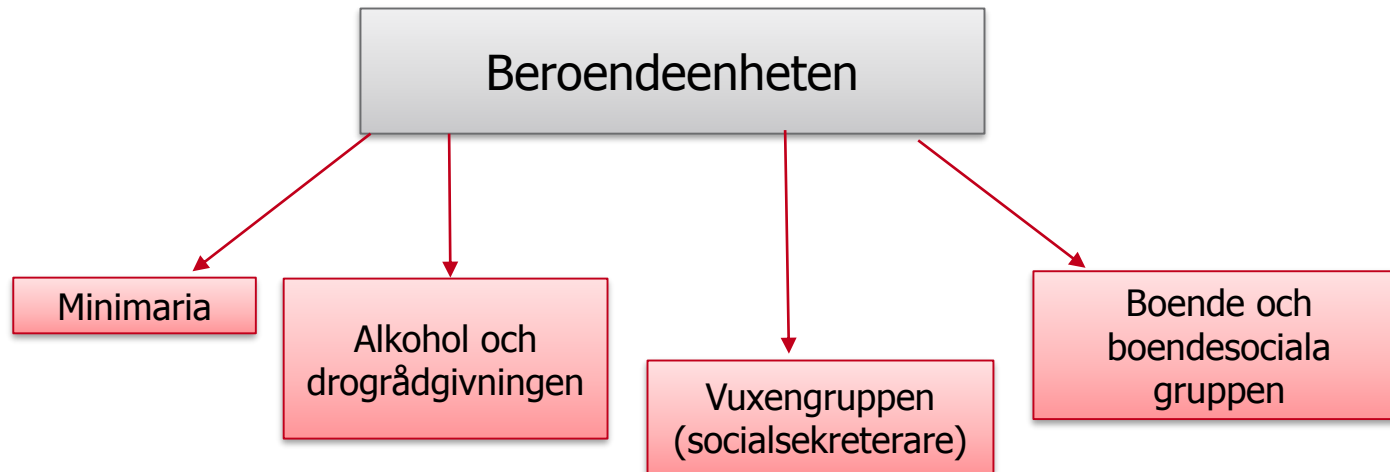 Beroendeenheten
Minimaria
Alkohol och
drogrådgivningen
Vuxengruppen
(socialsekreterare)
Boende och
boendesociala
gruppen